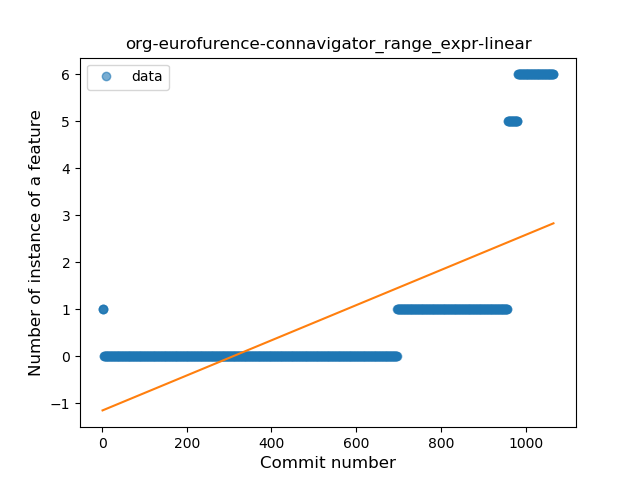 org-eurofurence-connavigator_range_expr-linear
data
Number of instance of a feature
6
5
4
3
2
1
0
−1
0 200 400 600 800 1000
Commit number